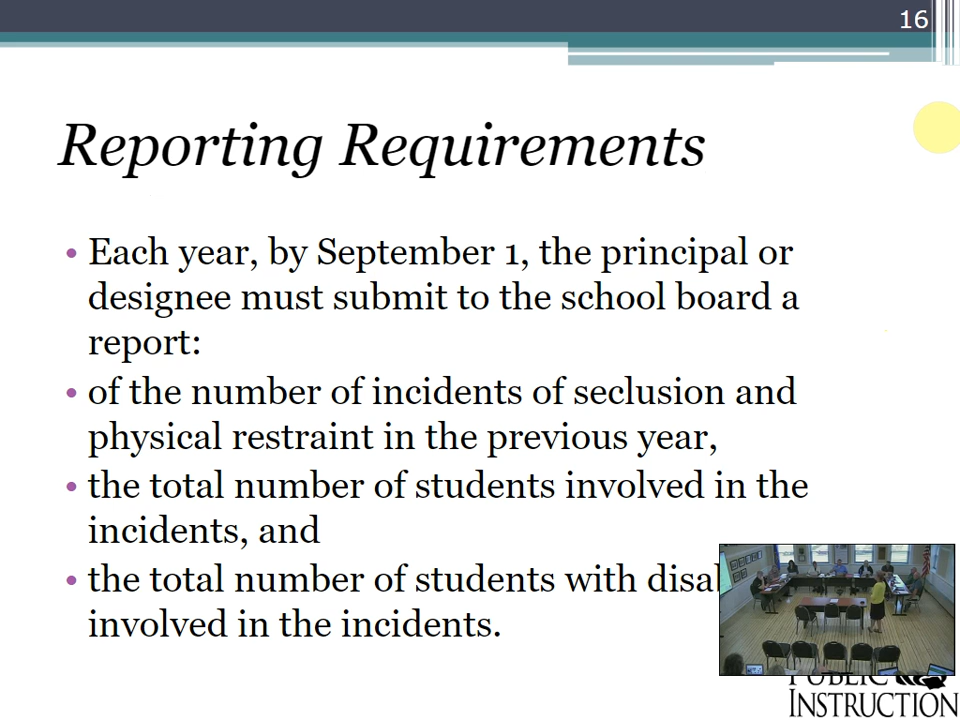 16
Reporting Requirements
• Each year, by September 1, the principal or
designee must submit to the school board a
report:
• of the number of incidents of seclusion and
physical restraint in the previous year,
• the total number of students involved in the
incidents, and
• the total number of students with
involved in the incidents.
PUBLIC
INSTRUCTION